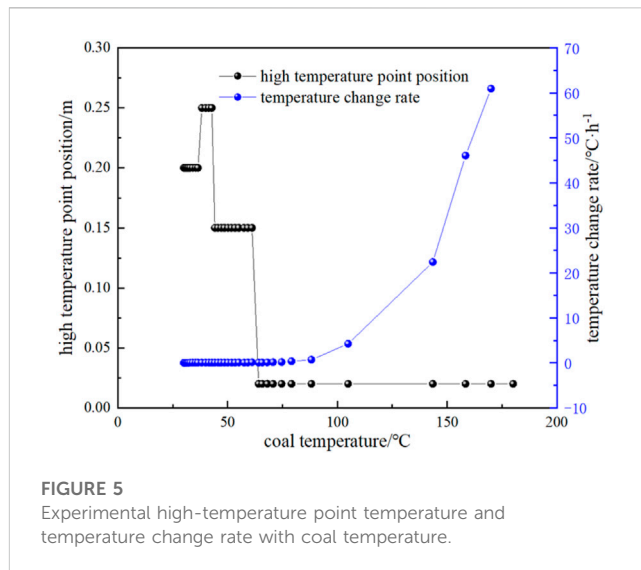 0.30
0.25
0.20
0.15
0.10
0.05
0.00
high temperature point position/m
high temperature point position
temperature change rate
70
60
50
40
30
20
10
0
−10
temperature change rate/°C·h⁻¹
0
50
100
150
200
coal temperature/°C
FIGURE 5
Experimental high-temperature point temperature and
temperature change rate with coal temperature.